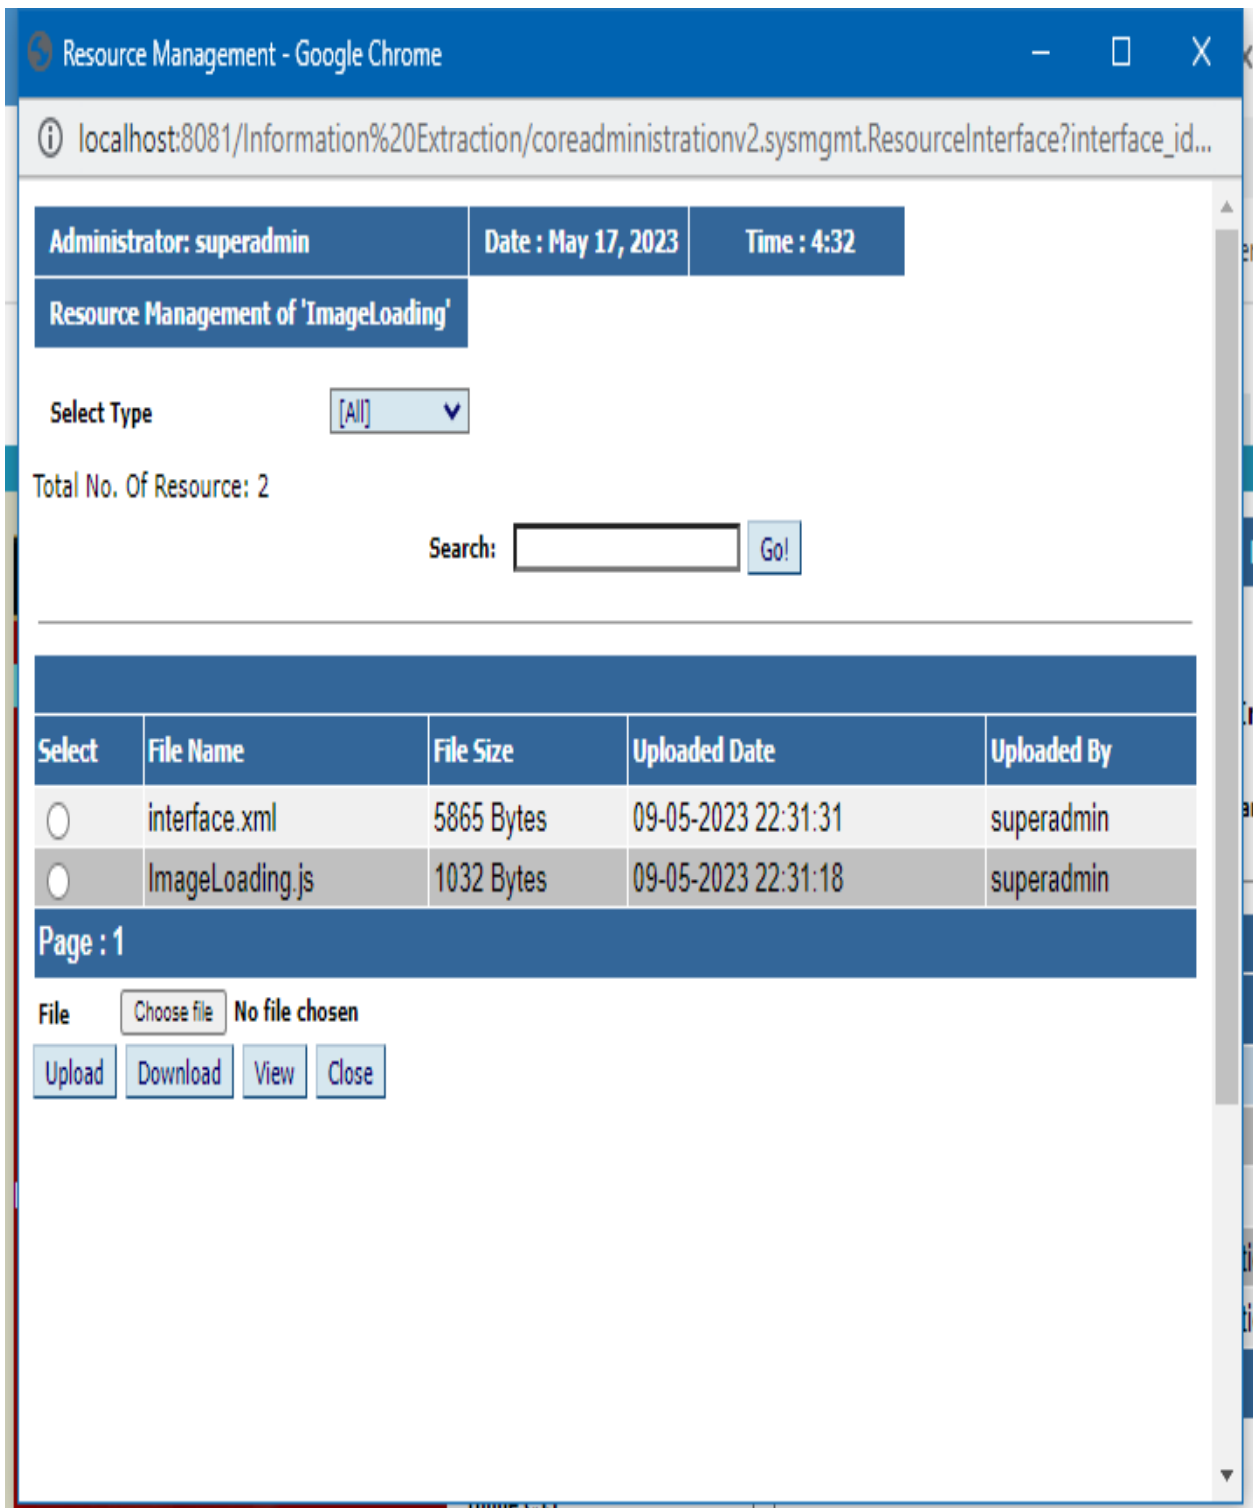 Resource Management - Google Chrome
localhost:8081/Information%20Extraction/coreadministrationv2.sysmgmt.ResourceInterface?interface_id...
Administrator: superadmin Date : May 17, 2023 Time : 4:32
Resource Management of 'ImageLoading'
Select Type [All]
Total No. Of Resource: 2
Search: Go!
Select File Name File Size Uploaded Date Uploaded By
interface.xml 5865 Bytes 09-05-2023 22:31:31 superadmin
ImageLoading.js 1032 Bytes 09-05-2023 22:31:18 superadmin
Page : 1
File Choose file No file chosen
Upload Download View Close